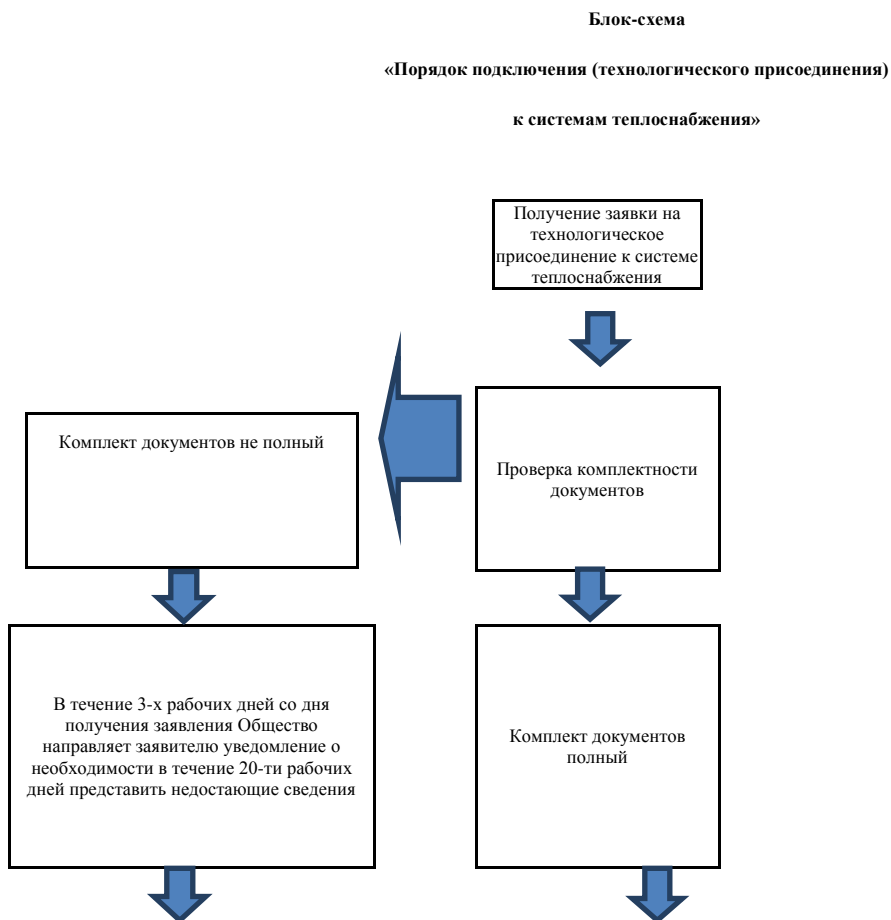 Блок-схема
«Порядок подключения (технологического присоединения)
к системам теплоснабжения»
Получение заявки на
технологическое
присоединение к системе
теплоснабжения
Комплект документов не полный
Проверка комплектности
документов
В течение 3-х рабочих дней со дня
получения заявления Общество
направляет заявителю уведомление о
необходимости в течение 20-ти рабочих
дней представить недостающие сведения
Комплект документов
полный